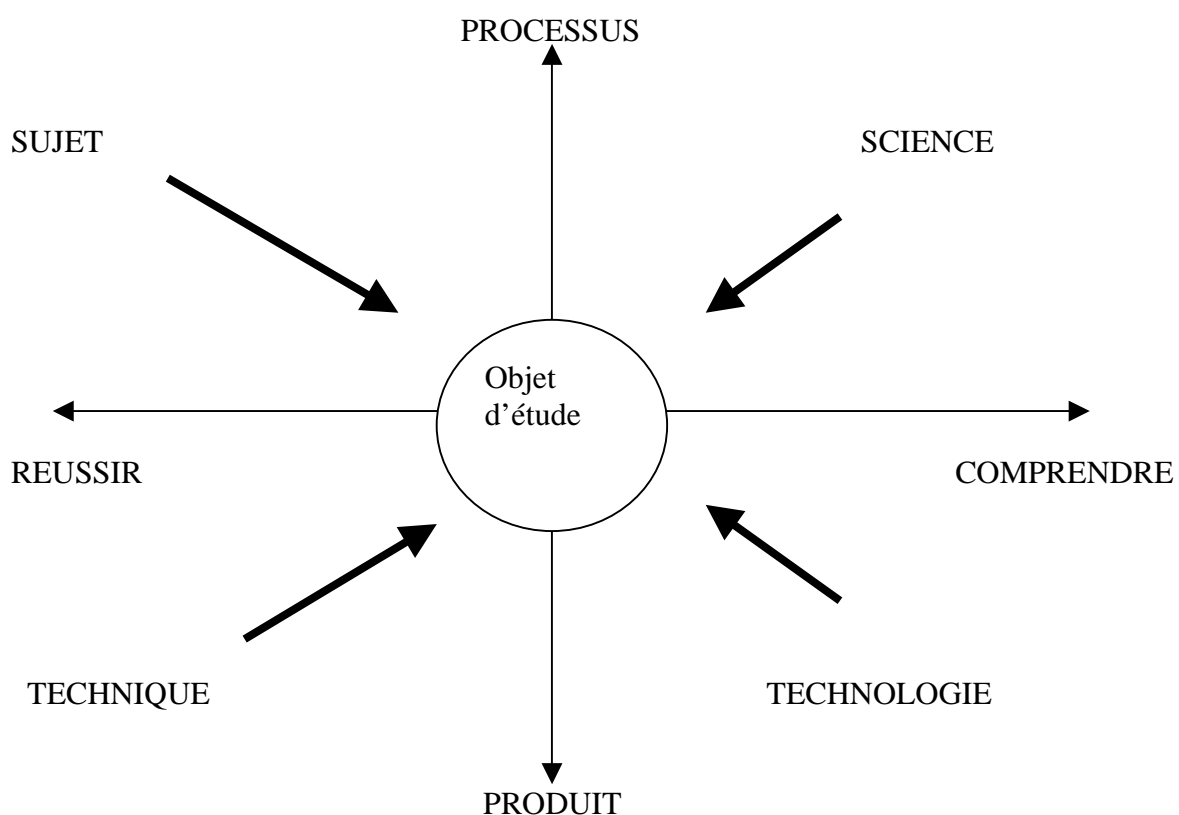 PROCESSUS
SUJET
SCIENCE
Objet
d'étude
REUSSIR
COMPRENDRE
TECHNIQUE
TECHNOLOGIE
PRODUIT